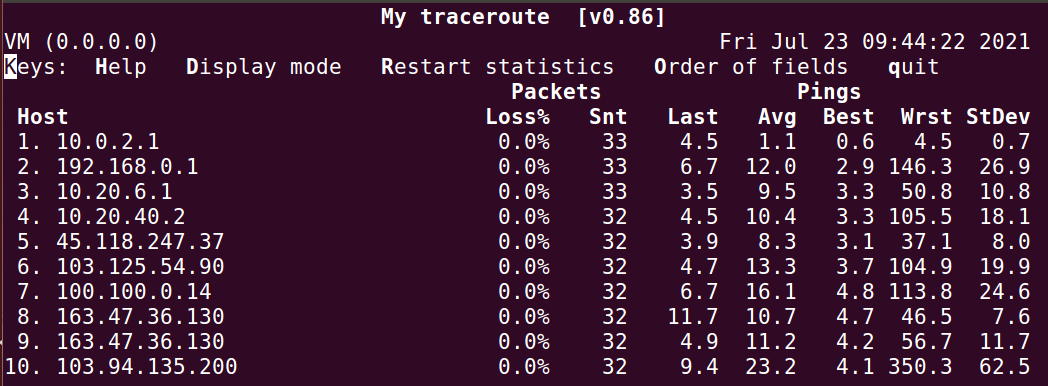 My traceroute  [v0.86]
VM (0.0.0.0) Fri Jul 23 09:44:22 2021
Keys:  Help   Display mode   Restart statistics   Order of fields   quit
Packets Pings
Host Loss% Snt Last Avg Best Wrst StDev
1. 10.0.2.1 0.0% 33 4.5 1.1 0.6 4.5 0.7
2. 192.168.0.1 0.0% 33 6.7 12.0 2.9 146.3 26.9
3. 10.20.6.1 0.0% 33 3.5 9.5 3.3 50.8 10.8
4. 10.20.40.2 0.0% 32 4.5 10.4 3.3 105.5 18.1
5. 45.118.247.37 0.0% 32 3.9 8.3 3.1 37.1 8.0
6. 103.125.54.90 0.0% 32 4.7 13.3 3.7 104.9 19.9
7. 100.100.0.14 0.0% 32 6.7 16.1 4.8 113.8 24.6
8. 163.47.36.130 0.0% 32 11.7 10.7 4.7 46.5 7.6
9. 163.47.36.130 0.0% 32 4.9 11.2 4.2 56.7 11.7
10. 103.94.135.200 0.0% 32 9.4 23.2 4.1 350.3 62.5